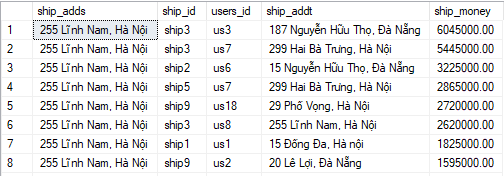 ship_adds ship_id users_id ship_addt ship_money
1 255 Lĩnh Nam, Hà Nội ship3 us3 187 Nguyễn Hữu Thọ, Đà Nẵng 6045000.00
2 255 Lĩnh Nam, Hà Nội ship3 us7 299 Hai Bà Trưng, Hà Nội 5445000.00
3 255 Lĩnh Nam, Hà Nội ship2 us6 15 Nguyễn Hữu Thọ, Đà Nẵng 3225000.00
4 255 Lĩnh Nam, Hà Nội ship5 us7 299 Hai Bà Trưng, Hà Nội 2865000.00
5 255 Lĩnh Nam, Hà Nội ship9 us18 29 Phố Vọng, Hà Nội 2720000.00
6 255 Lĩnh Nam, Hà Nội ship3 us8 255 Lĩnh Nam, Hà Nội 2620000.00
7 255 Lĩnh Nam, Hà Nội ship1 us1 15 Đống Đa, Hà nội 1825000.00
8 255 Lĩnh Nam, Hà Nội ship9 us2 20 Lê Lợi, Đà Nẵng 1595000.00